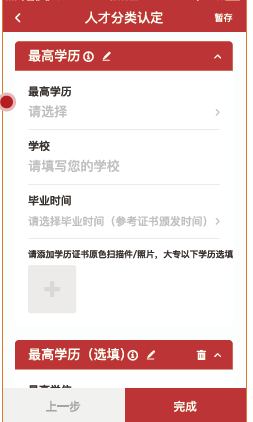 人才分类认定
暂存
最高学历
最高学历
请选择
学校
请填写您的学校
毕业时间
请选择毕业时间（参考证书颁发时间）
请添加学历证书原色扫描件/照片，大专以下学历选填
最高学历（选填）
上一步
完成